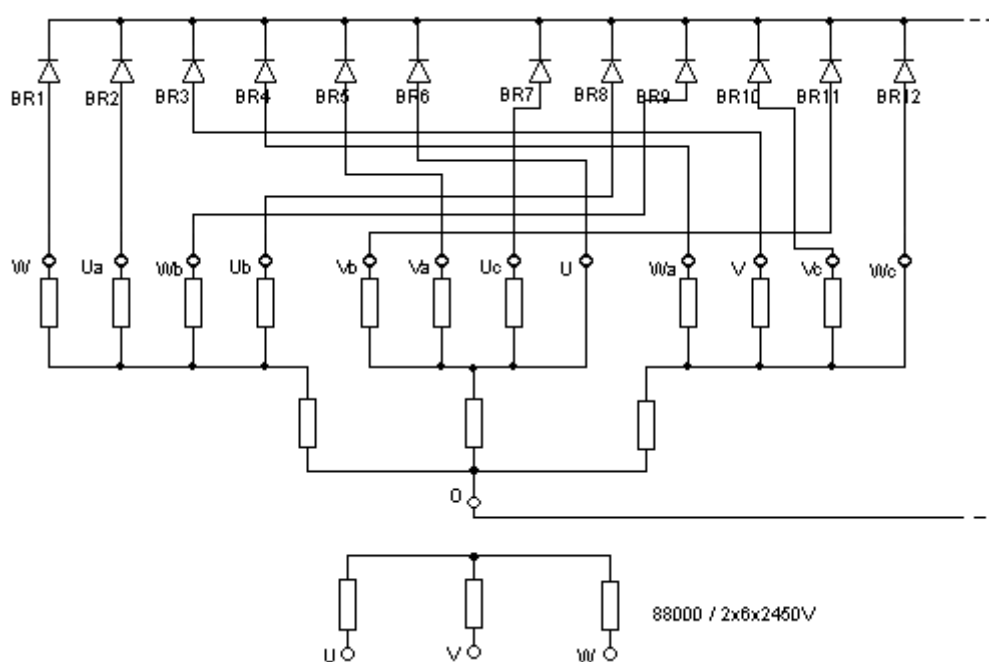 BR1 BR2 BR3 BR4 BR5 BR6 BR7 BR8 BR9 BR10 BR11 BR12
W Ua Wb Ub Vb Va Uc U Wa V Vc Wc
0
88000 / 2x6x2450V
U V W